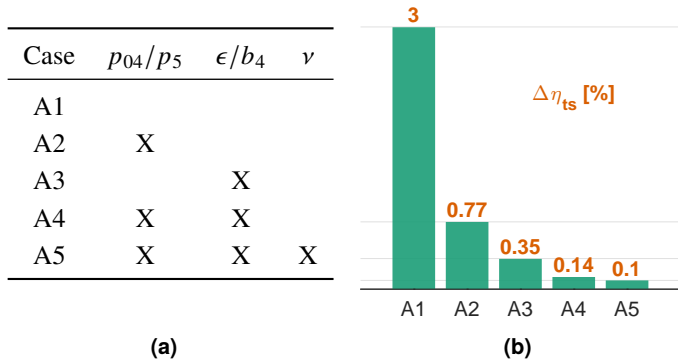 Case p₀₄/p₅ ϵ/b₄ ν
A1
A2 X
A3 X
A4 X X
A5 X X X
(a)
3
Δη_ts [%]
0.77
0.35
0.14
0.1
A1 A2 A3 A4 A5
(b)